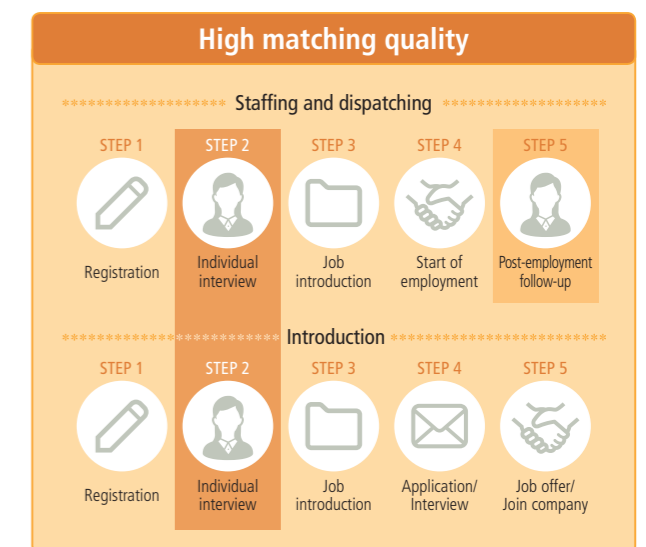 High matching quality
Staffing and dispatching
STEP 1 STEP 2 STEP 3 STEP 4 STEP 5
Registration
Individual
interview
Job
introduction
Start of
employment
Post-employment
follow-up
Introduction
STEP 1 STEP 2 STEP 3 STEP 4 STEP 5
Registration
Individual
interview
Job
introduction
Application/
Interview
Job offer/
Join company